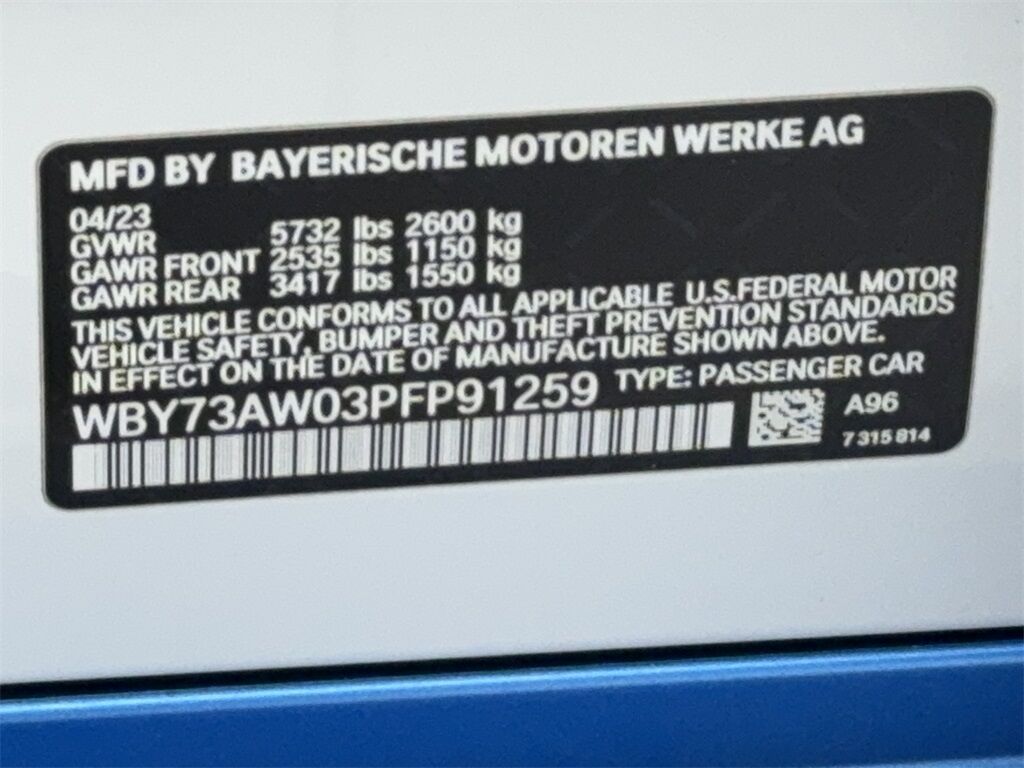 MFD BY BAYERISCHE MOTOREN WERKE AG
04/23
GVWR 5732 lbs 2600 kg
GAWR FRONT 2535 lbs 1150 kg
GAWR REAR 3417 lbs 1550 kg
THIS VEHICLE CONFORMS TO ALL APPLICABLE U.S.FEDERAL MOTOR
VEHICLE SAFETY, BUMPER AND THEFT PREVENTION STANDARDS
IN EFFECT ON THE DATE OF MANUFACTURE SHOWN ABOVE.
WBY73AW03PFP91259 TYPE: PASSENGER CAR
A96
7 315 814